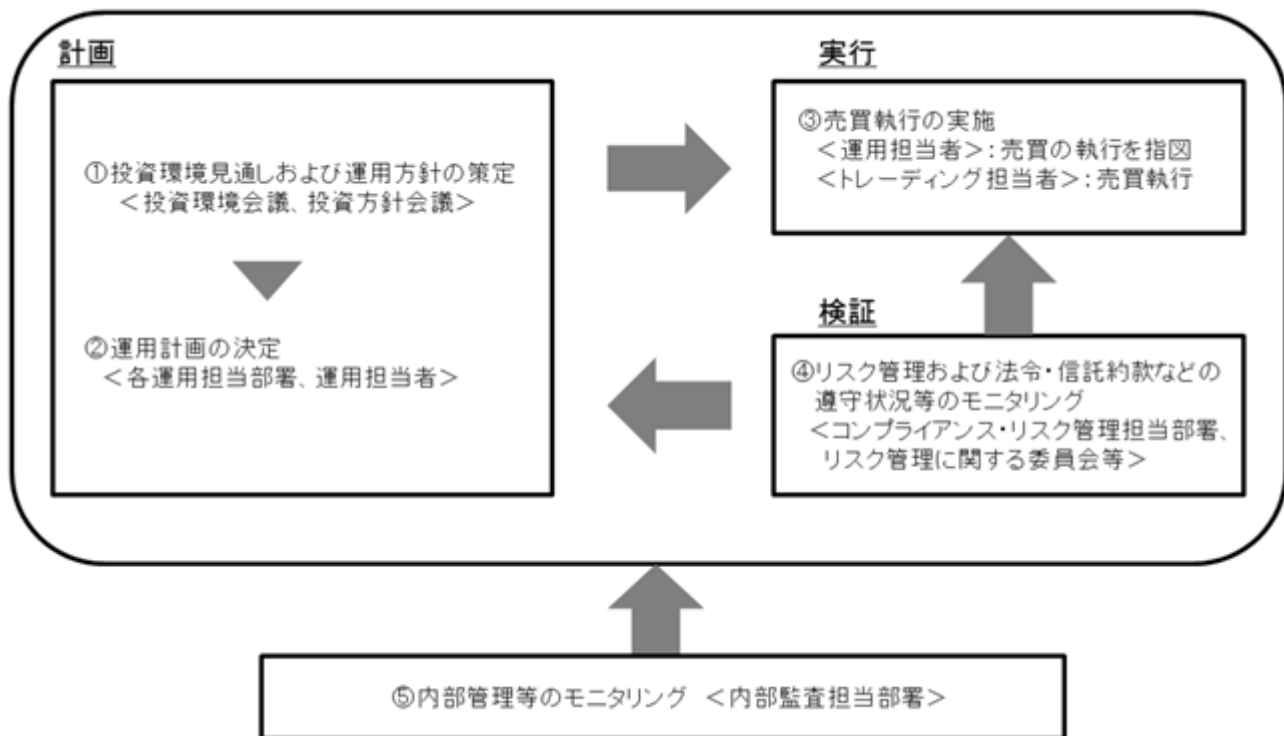 計画
①投資環境見通しおよび運用方針の策定
＜投資環境会議、投資方針会議＞
②運用計画の決定
＜各運用担当部署、運用担当者＞
実行
③売買執行の実施
＜運用担当者＞：売買の執行を指図
＜トレーディング担当者＞：売買執行
検証
④リスク管理および法令・信託約款などの
遵守状況等のモニタリング
＜コンプライアンス・リスク管理担当部署、
リスク管理に関する委員会等＞
⑤内部管理等のモニタリング ＜内部監査担当部署＞